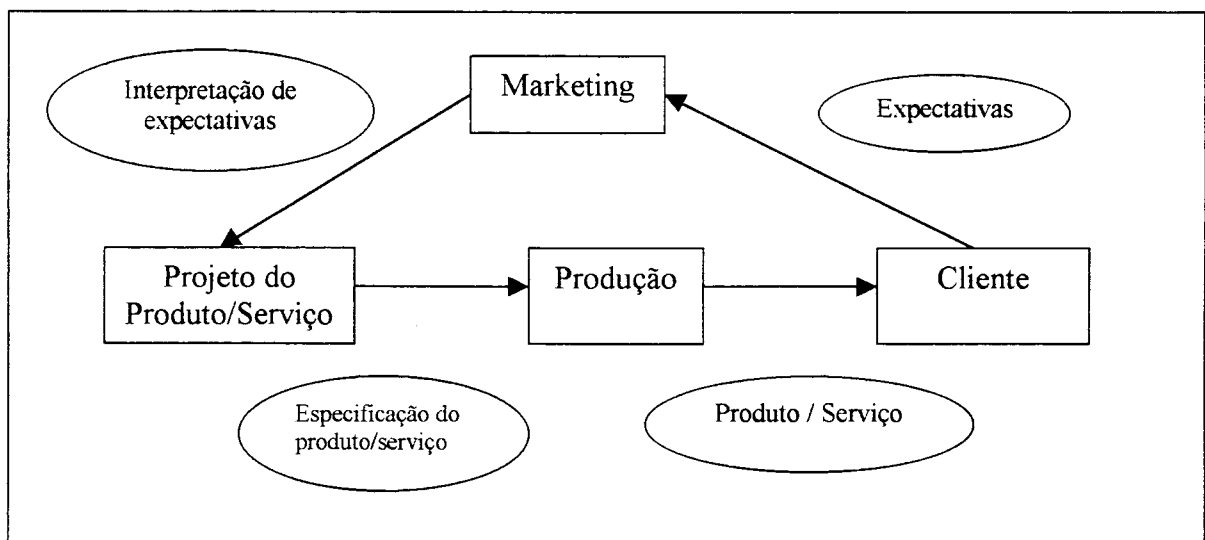 Interpretação de
expectativas
Marketing
Expectativas
Projeto do
Produto/Serviço
Produção
Cliente
Especificação do
produto/serviço
Produto / Serviço